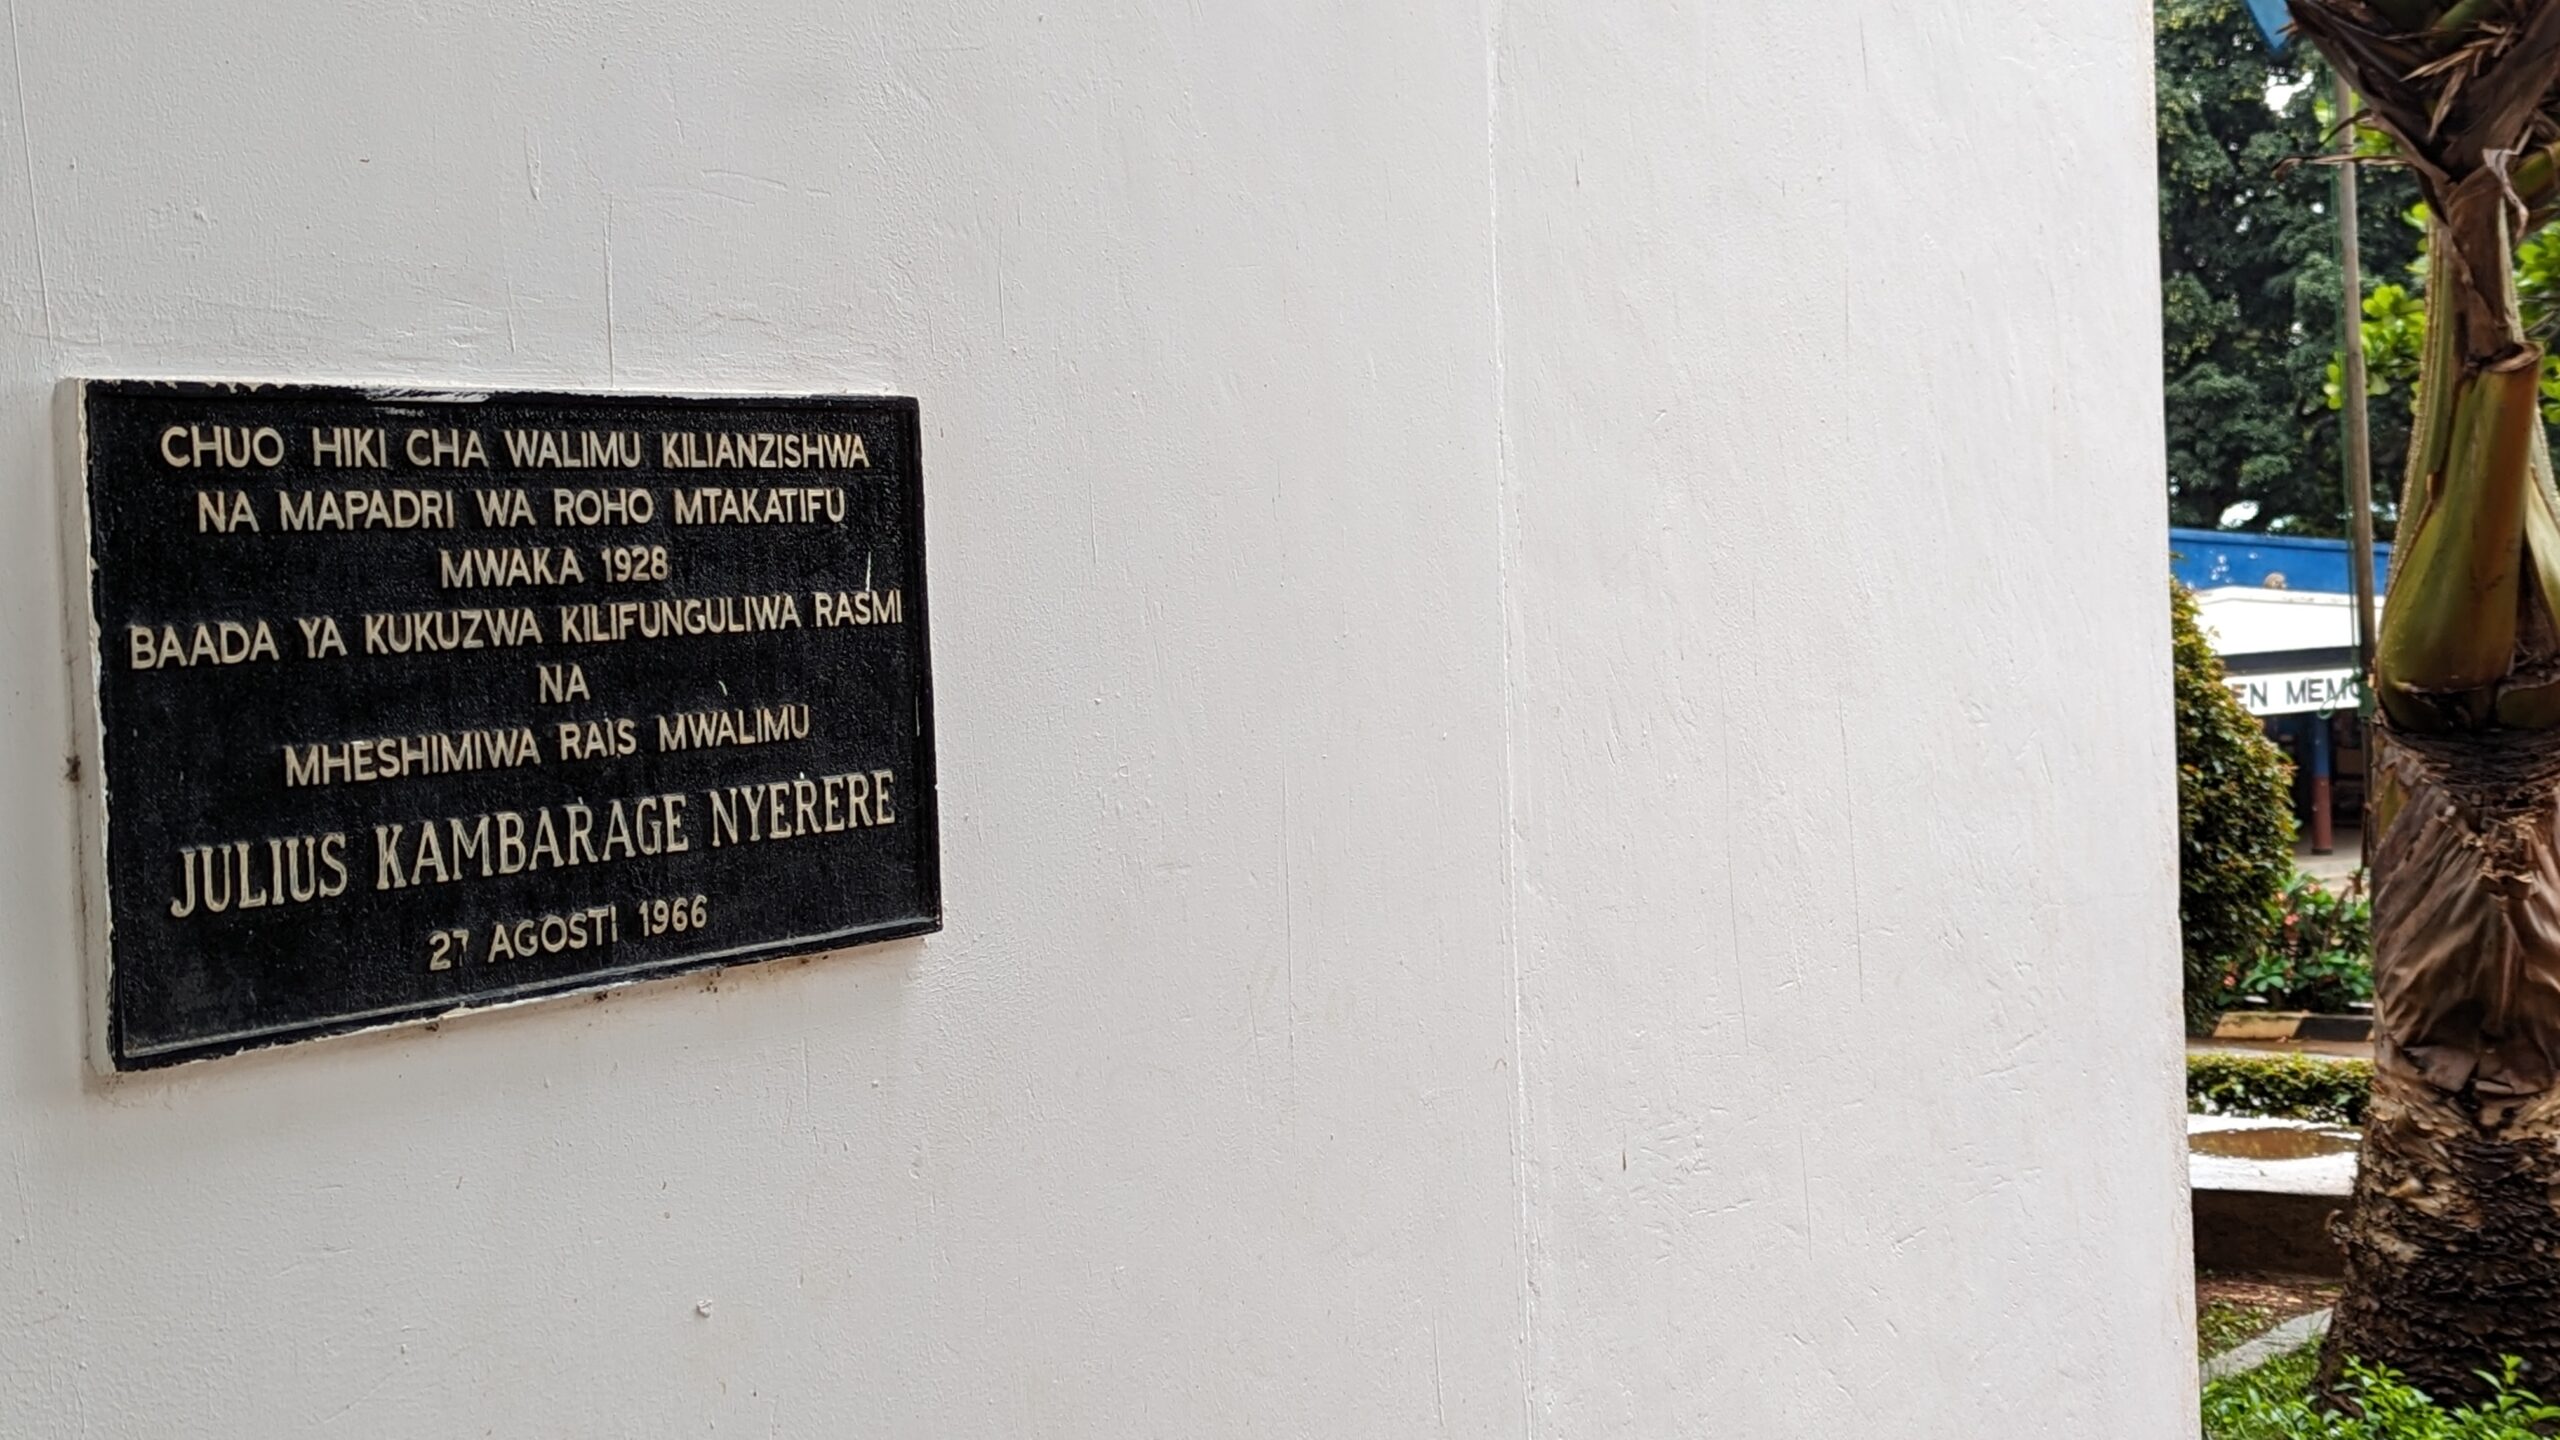 CHUO HIKI CHA WALIMU KILIANZISHWA
NA MAPADRI WA ROHO MTAKATIFU
MWAKA 1928
BAADA YA KUKUZWA KILIFUNGULIWA RASMI
NA
MHESHIMIWA RAIS MWALIMU
JULIUS KAMBARAGE NYERERE
27 AGOSTI 1966